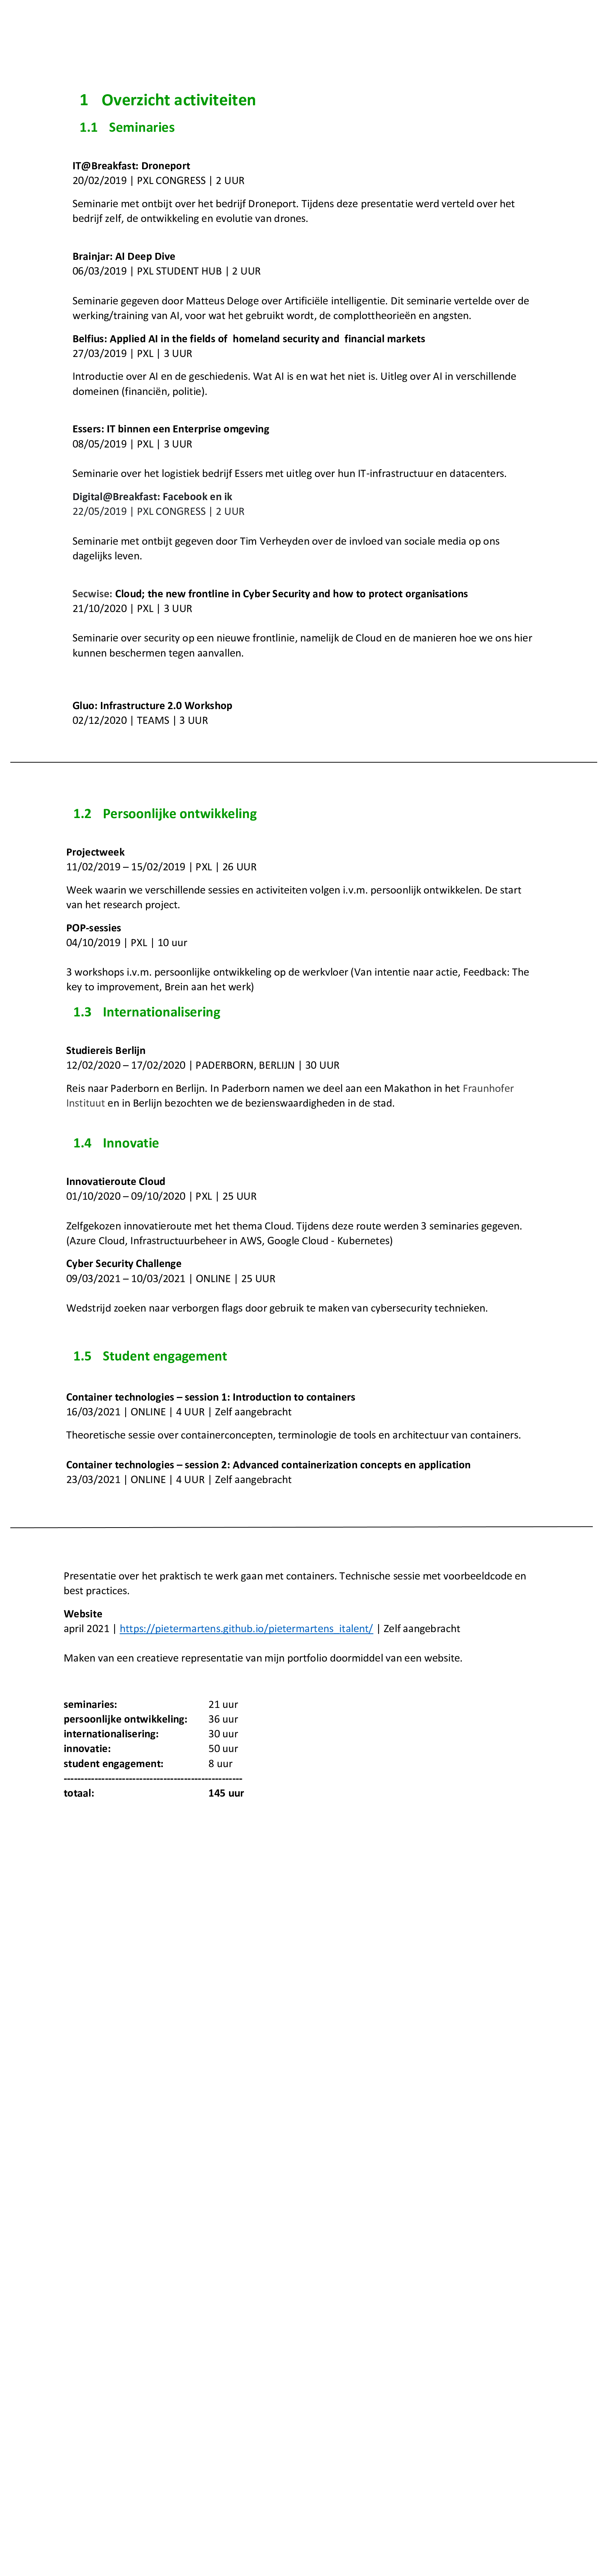 1 Overzicht activiteiten
1.1 Seminaries
IT@Breakfast: Droneport
20/02/2019 | PXL CONGRESS | 2 UUR
Seminarie met ontbijt over het bedrijf Droneport. Tijdens deze presentatie werd verteld over het
bedrijf zelf, de ontwikkeling en evolutie van drones.
Brainjar: AI Deep Dive
06/03/2019 | PXL STUDENT HUB | 2 UUR
Seminarie gegeven door Matteus Deloge over Artificiële intelligentie. Dit seminarie vertelde over de
werking/training van AI, voor wat het gebruikt wordt, de complottheorieën en angsten.
Belfius: Applied AI in the fields of  homeland security and  financial markets
27/03/2019 | PXL | 3 UUR
Introductie over AI en de geschiedenis. Wat AI is en wat het niet is. Uitleg over AI in verschillende
domeinen (financiën, politie).
Essers: IT binnen een Enterprise omgeving
08/05/2019 | PXL | 3 UUR
Seminarie over het logistiek bedrijf Essers met uitleg over hun IT-infrastructuur en datacenters.
Digital@Breakfast: Facebook en ik
22/05/2019 | PXL CONGRESS | 2 UUR
Seminarie met ontbijt gegeven door Tim Verheyden over de invloed van sociale media op ons
dagelijks leven.
Secwise: Cloud; the new frontline in Cyber Security and how to protect organisations
21/10/2020 | PXL | 3 UUR
Seminarie over security op een nieuwe frontlinie, namelijk de Cloud en de manieren hoe we ons hier
kunnen beschermen tegen aanvallen.
Gluo: Infrastructure 2.0 Workshop
02/12/2020 | TEAMS | 3 UUR
1.2 Persoonlijke ontwikkeling
Projectweek
11/02/2019 – 15/02/2019 | PXL | 26 UUR
Week waarin we verschillende sessies en activiteiten volgen i.v.m. persoonlijk ontwikkelen. De start
van het research project.
POP-sessies
04/10/2019 | PXL | 10 uur
3 workshops i.v.m. persoonlijke ontwikkeling op de werkvloer (Van intentie naar actie, Feedback: The
key to improvement, Brein aan het werk)
1.3 Internationalisering
Studiereis Berlijn
12/02/2020 – 17/02/2020 | PADERBORN, BERLIJN | 30 UUR
Reis naar Paderborn en Berlijn. In Paderborn namen we deel aan een Makathon in het Fraunhofer
Instituut en in Berlijn bezochten we de bezienswaardigheden in de stad.
1.4 Innovatie
Innovatieroute Cloud
01/10/2020 – 09/10/2020 | PXL | 25 UUR
Zelfgekozen innovatieroute met het thema Cloud. Tijdens deze route werden 3 seminaries gegeven.
(Azure Cloud, Infrastructuurbeheer in AWS, Google Cloud - Kubernetes)
Cyber Security Challenge
09/03/2021 – 10/03/2021 | ONLINE | 25 UUR
Wedstrijd zoeken naar verborgen flags door gebruik te maken van cybersecurity technieken.
1.5 Student engagement
Container technologies – session 1: Introduction to containers
16/03/2021 | ONLINE | 4 UUR | Zelf aangebracht
Theoretische sessie over containerconcepten, terminologie de tools en architectuur van containers.
Container technologies – session 2: Advanced containerization concepts en application
23/03/2021 | ONLINE | 4 UUR | Zelf aangebracht
Presentatie over het praktisch te werk gaan met containers. Technische sessie met voorbeeldcode en
best practices.
Website
april 2021 | https://pietermartens.github.io/pietermartens_italent/ | Zelf aangebracht
Maken van een creatieve representatie van mijn portfolio doormiddel van een website.
seminaries: 21 uur
persoonlijke ontwikkeling: 36 uur
internationalisering: 30 uur
innovatie: 50 uur
student engagement: 8 uur
----------------------------------------------------
totaal: 145 uur